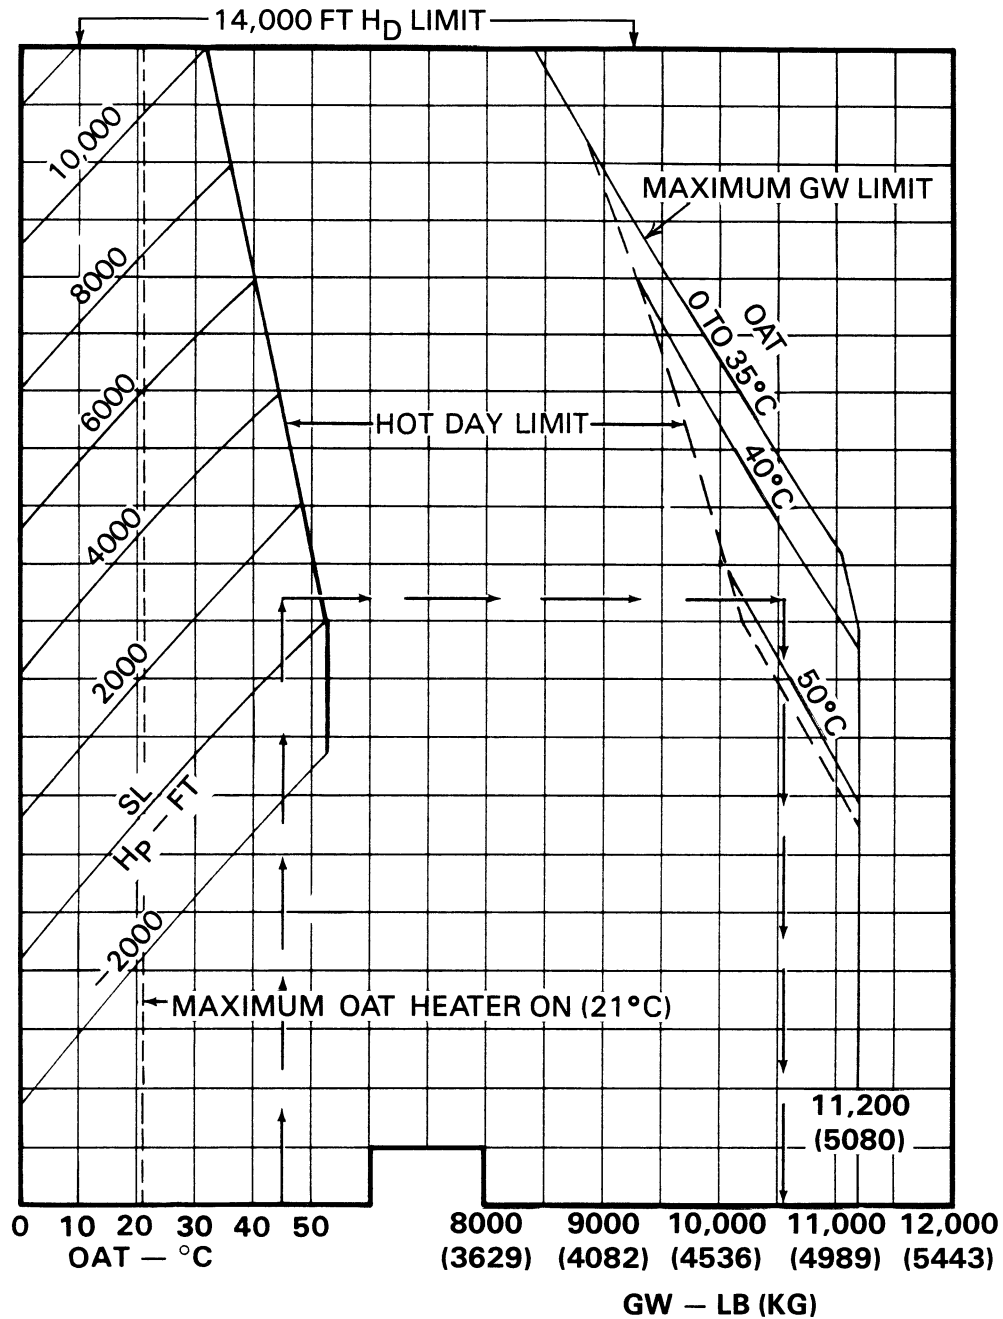 14,000 FT HD LIMIT
10,000
MAXIMUM GW LIMIT
8000
OAT
0 TO 35°C
6000
HOT DAY LIMIT
40°C
4000
2000
50°C
SL
HP — FT
−2000
MAXIMUM OAT HEATER ON (21°C)
11,200
(5080)
0 10 20 30 40 50 8000 9000 10,000 11,000 12,000
OAT — °C (3629) (4082) (4536) (4989) (5443)
GW — LB (KG)